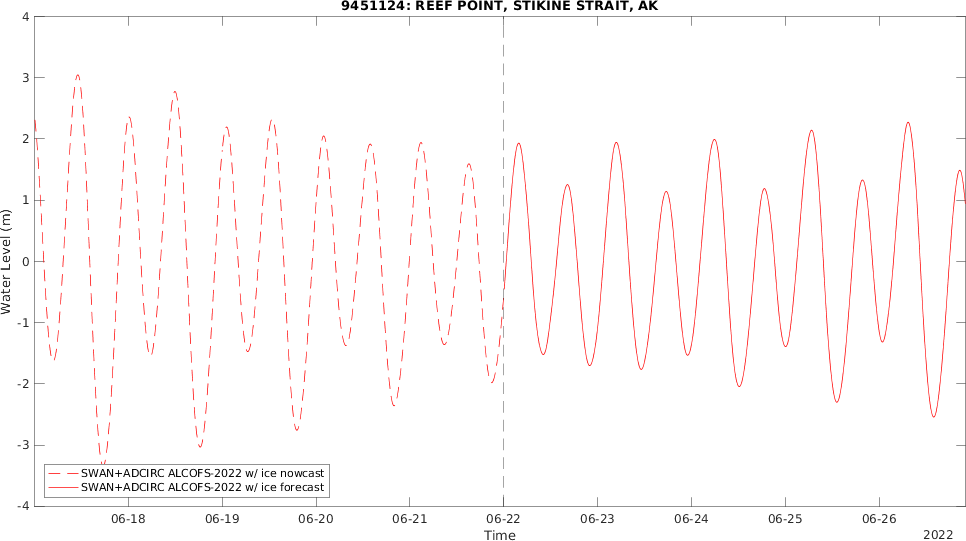 9451124: REEF POINT, STIKINE STRAIT, AK
4
3
2
1
0
-1
-2
-3
-4
Water Level (m)
SWAN+ADCIRC ALCOFS-2022 w/ ice nowcast
SWAN+ADCIRC ALCOFS-2022 w/ ice forecast
06-18 06-19 06-20 06-21 06-22 06-23 06-24 06-25 06-26
Time
2022